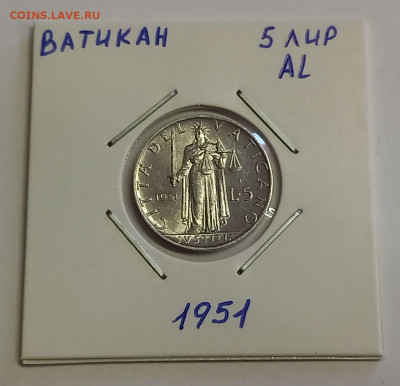 COINS.LAVE.RU
ВАТИКАН 5 ЛИР
AL
CITTA DEL VATICANO
1951 L.5
IVSTITIA
1951